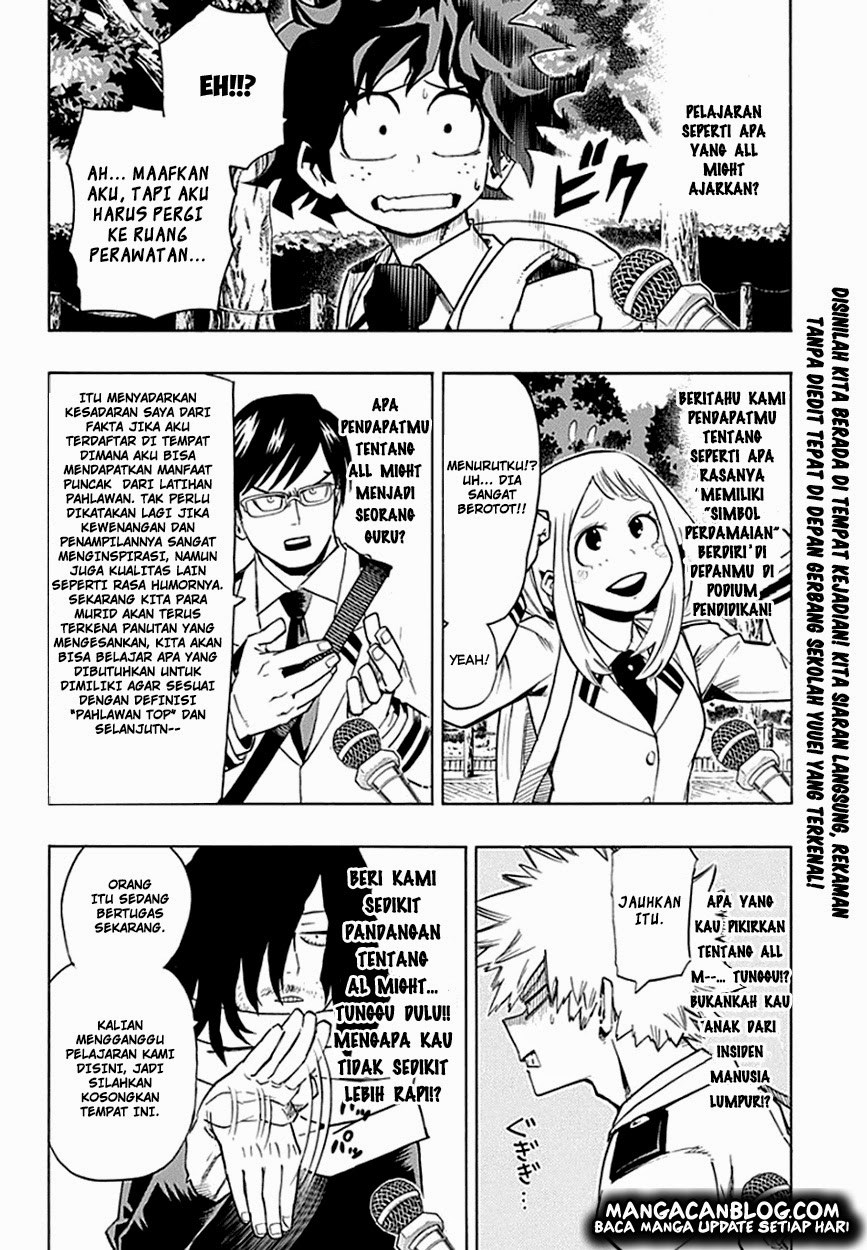 PELAJARAN
SEPERTI APA
YANG ALL
MIGHT
AJARKAN?
EH!!?
AH... MAAFKAN
AKU, TAPI AKU
HARUS PERGI
KE RUANG
PERAWATAN...
ビク
DISINILAH KITA BERADA DI TEMPAT KEJADIAN! KITA SIARAN LANGSUNG, REKAMAN
TANPA DIEDIT TEPAT DI DEPAN GERBANG SEKOLAH YUUEI YANG TERKENAL!
BERITAHU KAMI
PENDAPATMU
TENTANG
SEPERTI APA
RASANYA
MEMILIKI
"SIMBOL
PERDAMAIAN"
BERDIRI DI
DEPANMU DI
PODIUM
PENDIDIKAN!
MENURUTKU!?
UH... DIA
SANGAT
BEROTOT!!
YEAH!
APA
PENDAPATMU
TENTANG
ALL MIGHT
MENJADI
SEORANG
GURU?
ITU MENYADARKAN
KESADARAN SAYA DARI
FAKTA JIKA AKU
TERDAFTAR DI TEMPAT
DIMANA AKU BISA
MENDAPATKAN MANFAAT
PUNCAK DARI LATIHAN
PAHLAWAN. TAK PERLU
DIKATAKAN LAGI JIKA
KEWENANGAN DAN
PENAMPILANNYA SANGAT
MENGINSPIRASI, NAMUN
JUGA KUALITAS LAIN
SEPERTI RASA HUMORNYA.
SEKARANG KITA PARA
MURID AKAN TERUS
TERKENA PANUTAN YANG
MENGESANKAN, KITA AKAN
BISA BELAJAR APA YANG
DIBUTUHKAN UNTUK
DIMILIKI AGAR SESUAI
DENGAN DEFINISI
"PAHLAWAN TOP" DAN
SELANJUTN--
APA YANG
KAU PIKIRKAN
TENTANG ALL
M--... TUNGGU!?
BUKANKAH KAU
ANAK DARI
INSIDEN
MANUSIA
LUMPUR!?
JAUHKAN
ITU.
ぐぎぎ...
BERI KAMI
SEDIKIT
PANDANGAN
TENTANG
AL MIGHT...
TUNGGU DULU!!
MENGAPA KAU
TIDAK SEDIKIT
LEBIH RAPI!?
ORANG
ITU SEDANG
BERTUGAS
SEKARANG.
KALIAN
MENGGANGGU
PELAJARAN KAMI
DISINI, JADI
SILAHKAN
KOSONGKAN
TEMPAT INI.
MANGACANBLOG.COM
BACA MANGA UPDATE SETIAP HARI